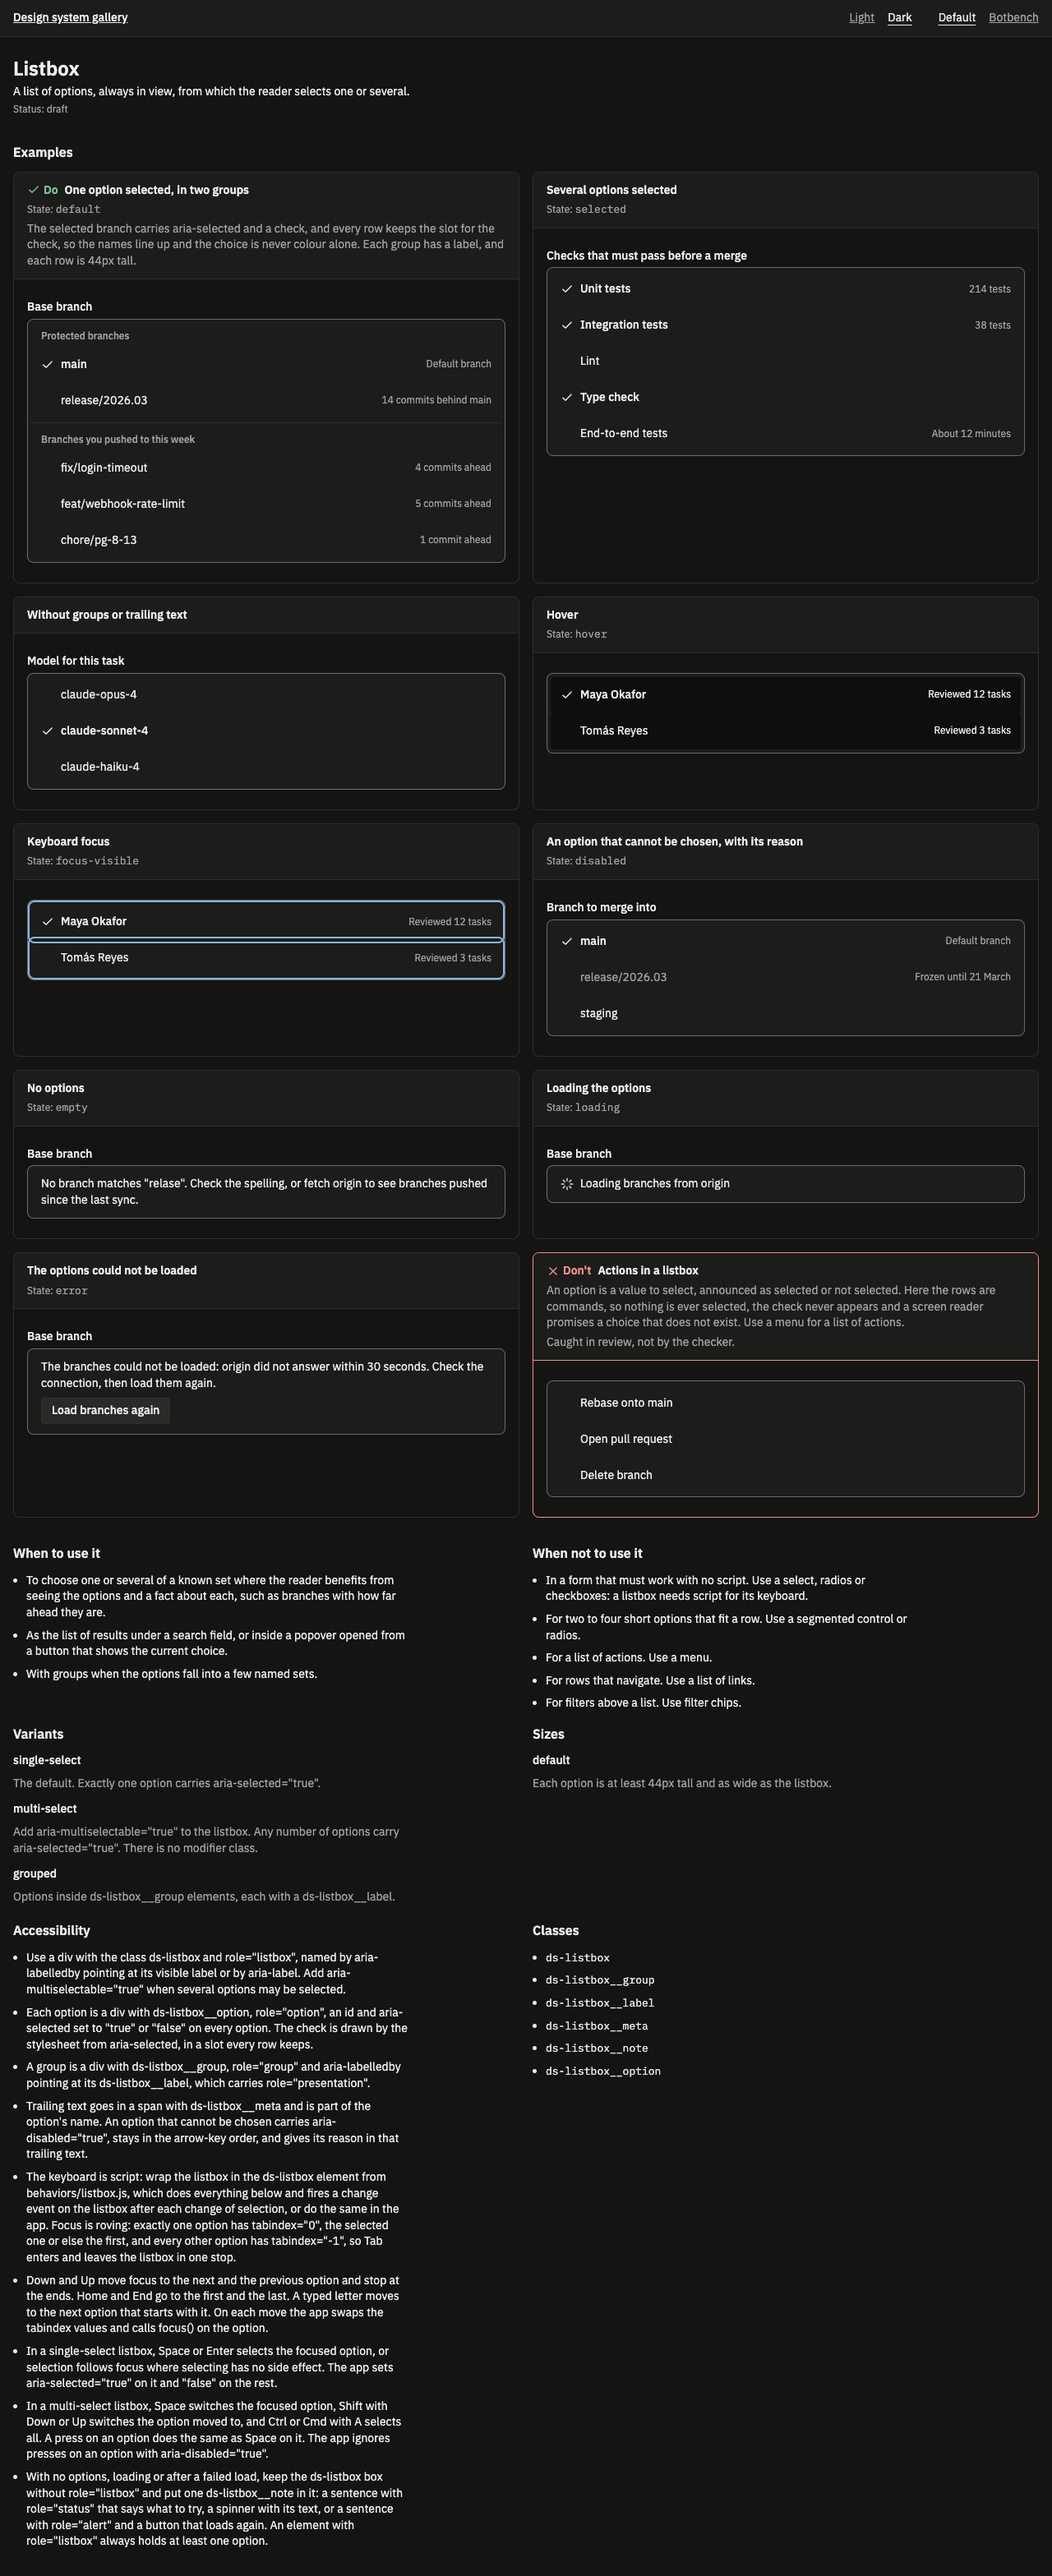 Design system gallery
Light Dark Default Botbench
Listbox
A list of options, always in view, from which the reader selects one or several.
Status: draft
Examples
Do One option selected, in two groups
State: default
The selected branch carries aria-selected and a check, and every row keeps the slot for the
check, so the names line up and the choice is never colour alone. Each group has a label, and
each row is 44px tall.
Base branch
Protected branches
main Default branch
release/2026.03 14 commits behind main
Branches you pushed to this week
fix/login-timeout 4 commits ahead
feat/webhook-rate-limit 5 commits ahead
chore/pg-8-13 1 commit ahead
Several options selected
State: selected
Checks that must pass before a merge
Unit tests 214 tests
Integration tests 38 tests
Lint
Type check
End-to-end tests About 12 minutes
Without groups or trailing text
Model for this task
claude-opus-4
claude-sonnet-4
claude-haiku-4
Hover
State: hover
Maya Okafor Reviewed 12 tasks
Tomás Reyes Reviewed 3 tasks
Keyboard focus
State: focus-visible
Maya Okafor Reviewed 12 tasks
Tomás Reyes Reviewed 3 tasks
An option that cannot be chosen, with its reason
State: disabled
Branch to merge into
main Default branch
release/2026.03 Frozen until 21 March
staging
No options
State: empty
Base branch
No branch matches "relase". Check the spelling, or fetch origin to see branches pushed
since the last sync.
Loading the options
State: loading
Base branch
Loading branches from origin
The options could not be loaded
State: error
Base branch
The branches could not be loaded: origin did not answer within 30 seconds. Check the
connection, then load them again.
Load branches again
Don't Actions in a listbox
An option is a value to select, announced as selected or not selected. Here the rows are
commands, so nothing is ever selected, the check never appears and a screen reader
promises a choice that does not exist. Use a menu for a list of actions.
Caught in review, not by the checker.
Rebase onto main
Open pull request
Delete branch
When to use it
To choose one or several of a known set where the reader benefits from
seeing the options and a fact about each, such as branches with how far
ahead they are.
As the list of results under a search field, or inside a popover opened from
a button that shows the current choice.
With groups when the options fall into a few named sets.
When not to use it
In a form that must work with no script. Use a select, radios or
checkboxes: a listbox needs script for its keyboard.
For two to four short options that fit a row. Use a segmented control or
radios.
For a list of actions. Use a menu.
For rows that navigate. Use a list of links.
For filters above a list. Use filter chips.
Variants
single-select
The default. Exactly one option carries aria-selected="true".
multi-select
Add aria-multiselectable="true" to the listbox. Any number of options carry
aria-selected="true". There is no modifier class.
grouped
Options inside ds-listbox__group elements, each with a ds-listbox__label.
Sizes
default
Each option is at least 44px tall and as wide as the listbox.
Accessibility
Use a div with the class ds-listbox and role="listbox", named by aria-
labelledby pointing at its visible label or by aria-label. Add aria-
multiselectable="true" when several options may be selected.
Each option is a div with ds-listbox__option, role="option", an id and aria-
selected set to "true" or "false" on every option. The check is drawn by the
stylesheet from aria-selected, in a slot every row keeps.
A group is a div with ds-listbox__group, role="group" and aria-labelledby
pointing at its ds-listbox__label, which carries role="presentation".
Trailing text goes in a span with ds-listbox__meta and is part of the
option's name. An option that cannot be chosen carries aria-
disabled="true", stays in the arrow-key order, and gives its reason in that
trailing text.
The keyboard is script: wrap the listbox in the ds-listbox element from
behaviors/listbox.js, which does everything below and fires a change
event on the listbox after each change of selection, or do the same in the
app. Focus is roving: exactly one option has tabindex="0", the selected
one or else the first, and every other option has tabindex="-1", so Tab
enters and leaves the listbox in one stop.
Down and Up move focus to the next and the previous option and stop at
the ends. Home and End go to the first and the last. A typed letter moves
to the next option that starts with it. On each move the app swaps the
tabindex values and calls focus() on the option.
In a single-select listbox, Space or Enter selects the focused option, or
selection follows focus where selecting has no side effect. The app sets
aria-selected="true" on it and "false" on the rest.
In a multi-select listbox, Space switches the focused option, Shift with
Down or Up switches the option moved to, and Ctrl or Cmd with A selects
all. A press on an option does the same as Space on it. The app ignores
presses on an option with aria-disabled="true".
With no options, loading or after a failed load, keep the ds-listbox box
without role="listbox" and put one ds-listbox__note in it: a sentence with
role="status" that says what to try, a spinner with its text, or a sentence
with role="alert" and a button that loads again. An element with
role="listbox" always holds at least one option.
Classes
ds-listbox
ds-listbox__group
ds-listbox__label
ds-listbox__meta
ds-listbox__note
ds-listbox__option